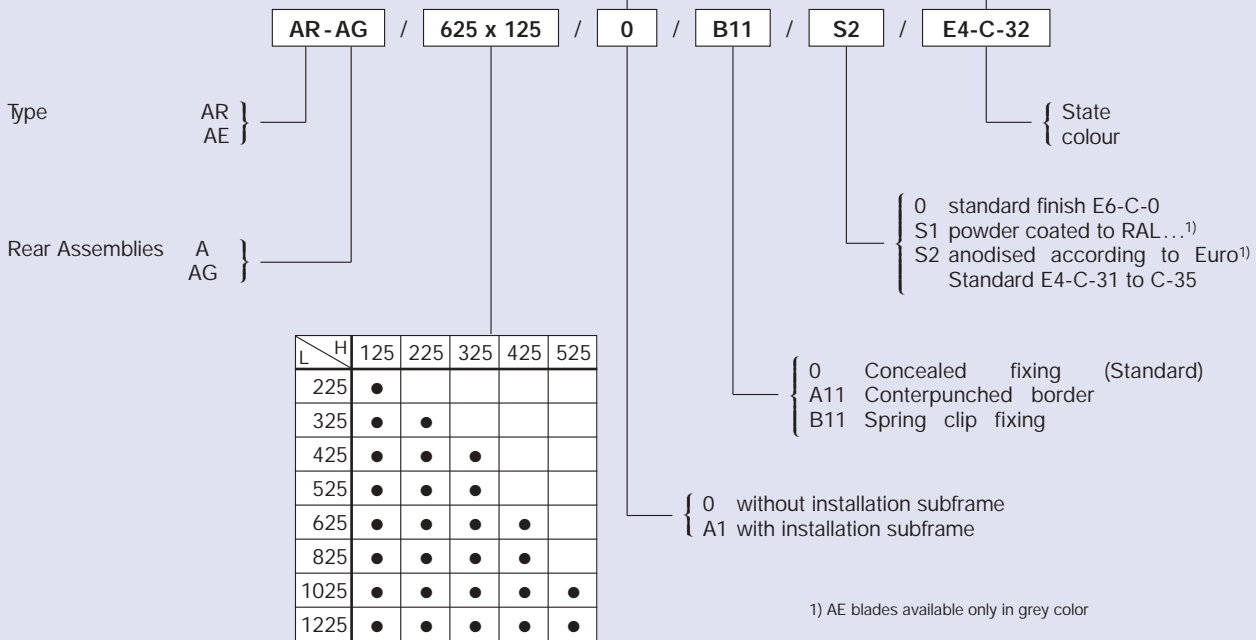 AR-AG / 625 x 125 / 0 / B11 / S2 / E4-C-32
Type AR
AE
State
colour
Rear Assemblies A
AG
0 standard finish E6-C-0
S1 powder coated to RAL…1)
S2 anodised according to Euro1)
Standard E4-C-31 to C-35
0 Concealed fixing (Standard)
A11 Conterpunched border
B11 Spring clip fixing
0 without installation subframe
A1 with installation subframe
L H 125 225 325 425 525
225 ●
325 ● ●
425 ● ● ●
525 ● ● ●
625 ● ● ● ●
825 ● ● ● ●
1025 ● ● ● ● ●
1225 ● ● ● ● ●
1) AE blades available only in grey color